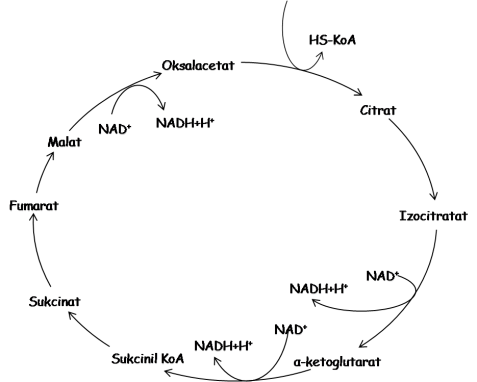 HS-KoA
Oksalacetat
Citrat
NAD⁺
NADH+H⁺
Malat
Fumarat
Izocitratat
NAD⁺
NADH+H⁺
Sukcinat
NAD⁺
NADH+H⁺
Sukcinil KoA
α-ketoglutarat